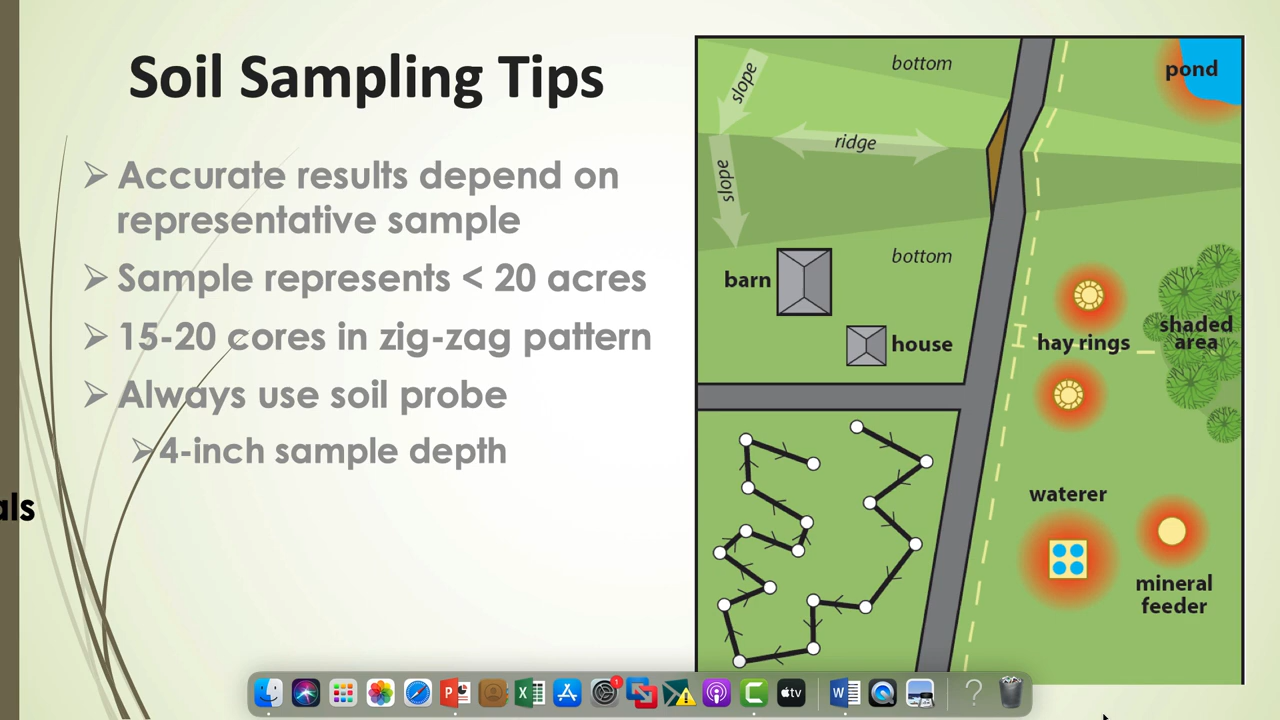 Soil Sampling Tips
Accurate results depend on
representative sample
Sample represents < 20 acres
15-20 cores in zig-zag pattern
Always use soil probe
4-inch sample depth
als
slope
bottom
pond
ridge
slope
bottom
barn
house
hay rings
shaded
area
waterer
mineral
feeder
1
P
X
W
C
tv
?